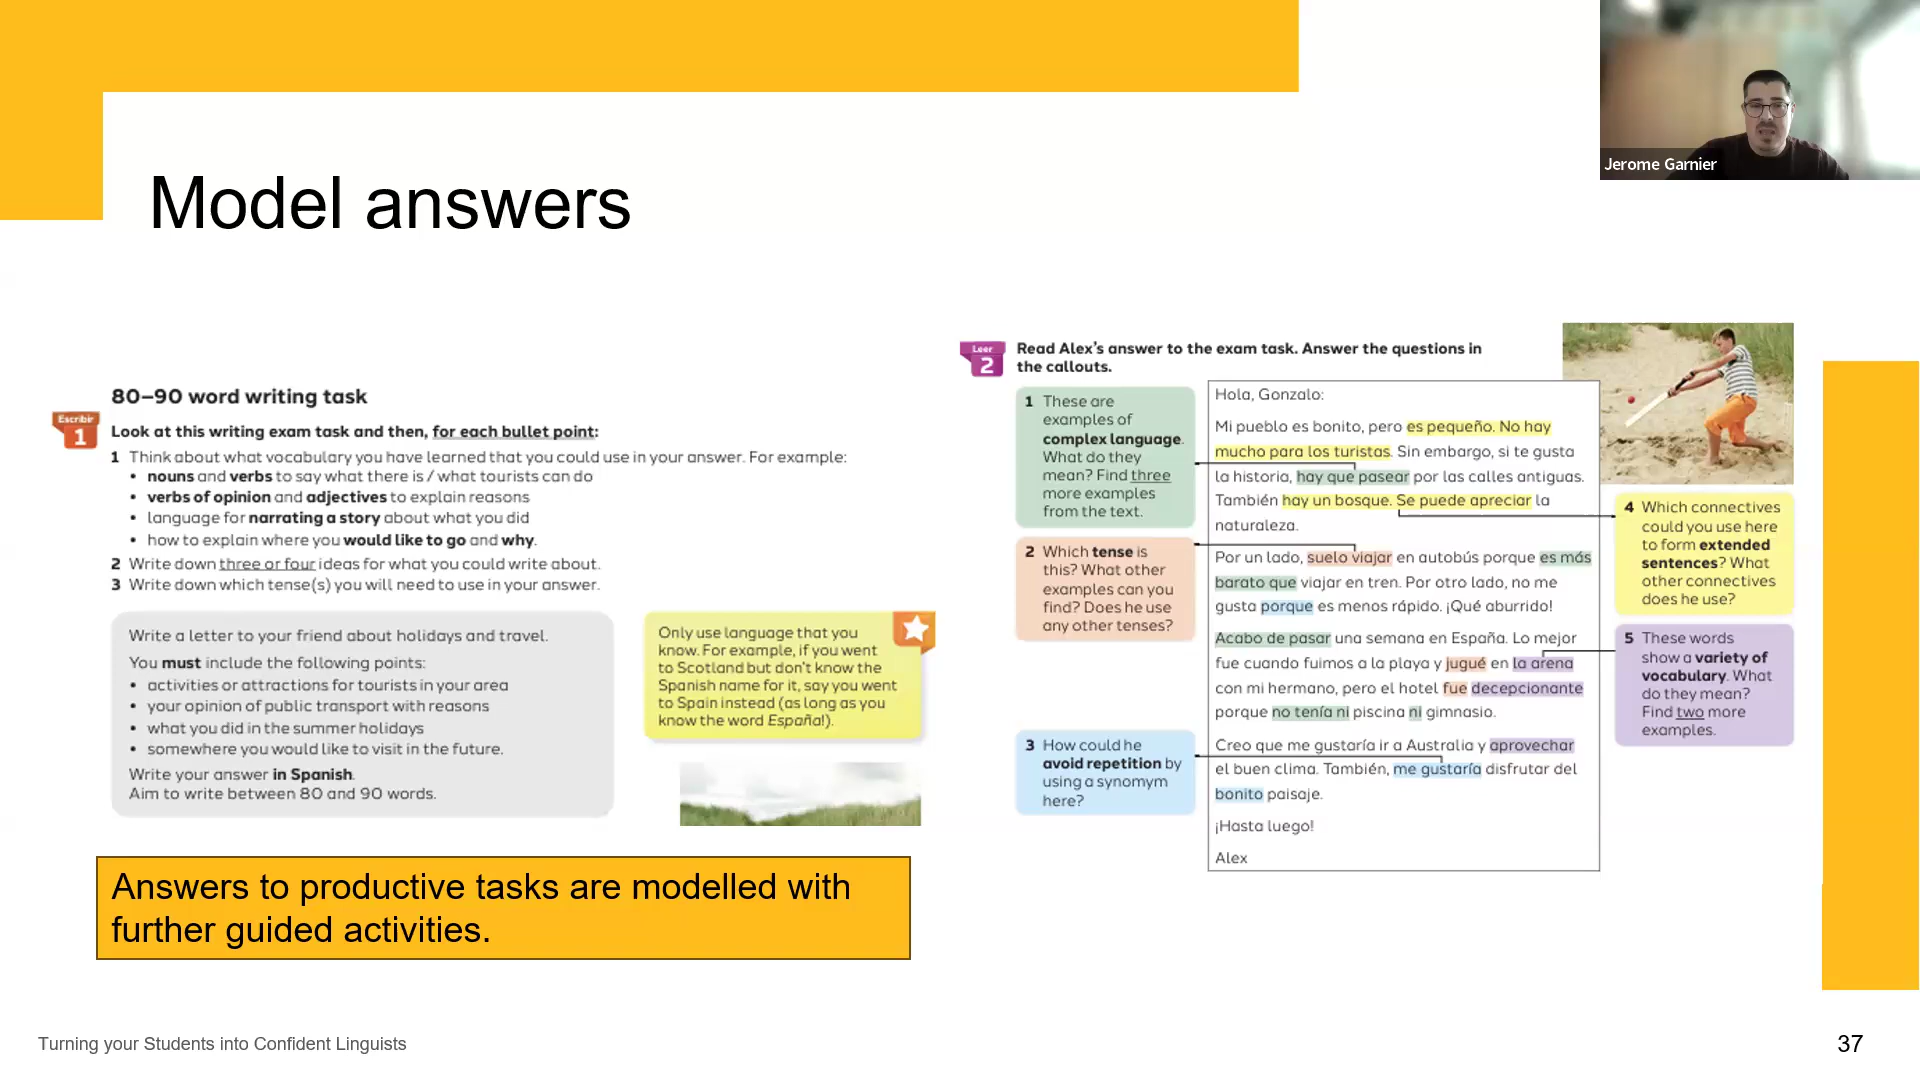 Jerome Garnier
Model answers
80–90 word writing task
Escribir
1
Look at this writing exam task and then, for each bullet point:
1 Think about what vocabulary you have learned that you could use in your answer. For example:
• nouns and verbs to say what there is / what tourists can do
• verbs of opinion and adjectives to explain reasons
• language for narrating a story about what you did
• how to explain where you would like to go and why.
2 Write down three or four ideas for what you could write about.
3 Write down which tense(s) you will need to use in your answer.
Write a letter to your friend about holidays and travel.
You must include the following points:
• activities or attractions for tourists in your area
• your opinion of public transport with reasons
• what you did in the summer holidays
• somewhere you would like to visit in the future.
Write your answer in Spanish.
Aim to write between 80 and 90 words.
Only use language that you
know. For example, if you went
to Scotland but don't know the
Spanish name for it, say you went
to Spain instead (as long as you
know the word España!).
Answers to productive tasks are modelled with
further guided activities.
Leer
2
Read Alex's answer to the exam task. Answer the questions in
the callouts.
1 These are
examples of
complex language.
What do they
mean? Find three
more examples
from the text.
2 Which tense is
this? What other
examples can you
find? Does he use
any other tenses?
3 How could he
avoid repetition by
using a synomym
here?
Hola, Gonzalo:
Mi pueblo es bonito, pero es pequeño. No hay
mucho para los turistas. Sin embargo, si te gusta
la historia, hay que pasear por las calles antiguas.
También hay un bosque. Se puede apreciar la
naturaleza.
Por un lado, suelo viajar en autobús porque es más
barato que viajar en tren. Por otro lado, no me
gusta porque es menos rápido. ¡Qué aburrido!
Acabo de pasar una semana en España. Lo mejor
fue cuando fuimos a la playa y jugué en la arena
con mi hermano, pero el hotel fue decepcionante
porque no tenía ni piscina ni gimnasio.
Creo que me gustaría ir a Australia y aprovechar
el buen clima. También, me gustaría disfrutar del
bonito paisaje.
¡Hasta luego!
Alex
4 Which connectives
could you use here
to form extended
sentences? What
other connectives
does he use?
5 These words
show a variety of
vocabulary. What
do they mean?
Find two more
examples.
Turning your Students into Confident Linguists
37